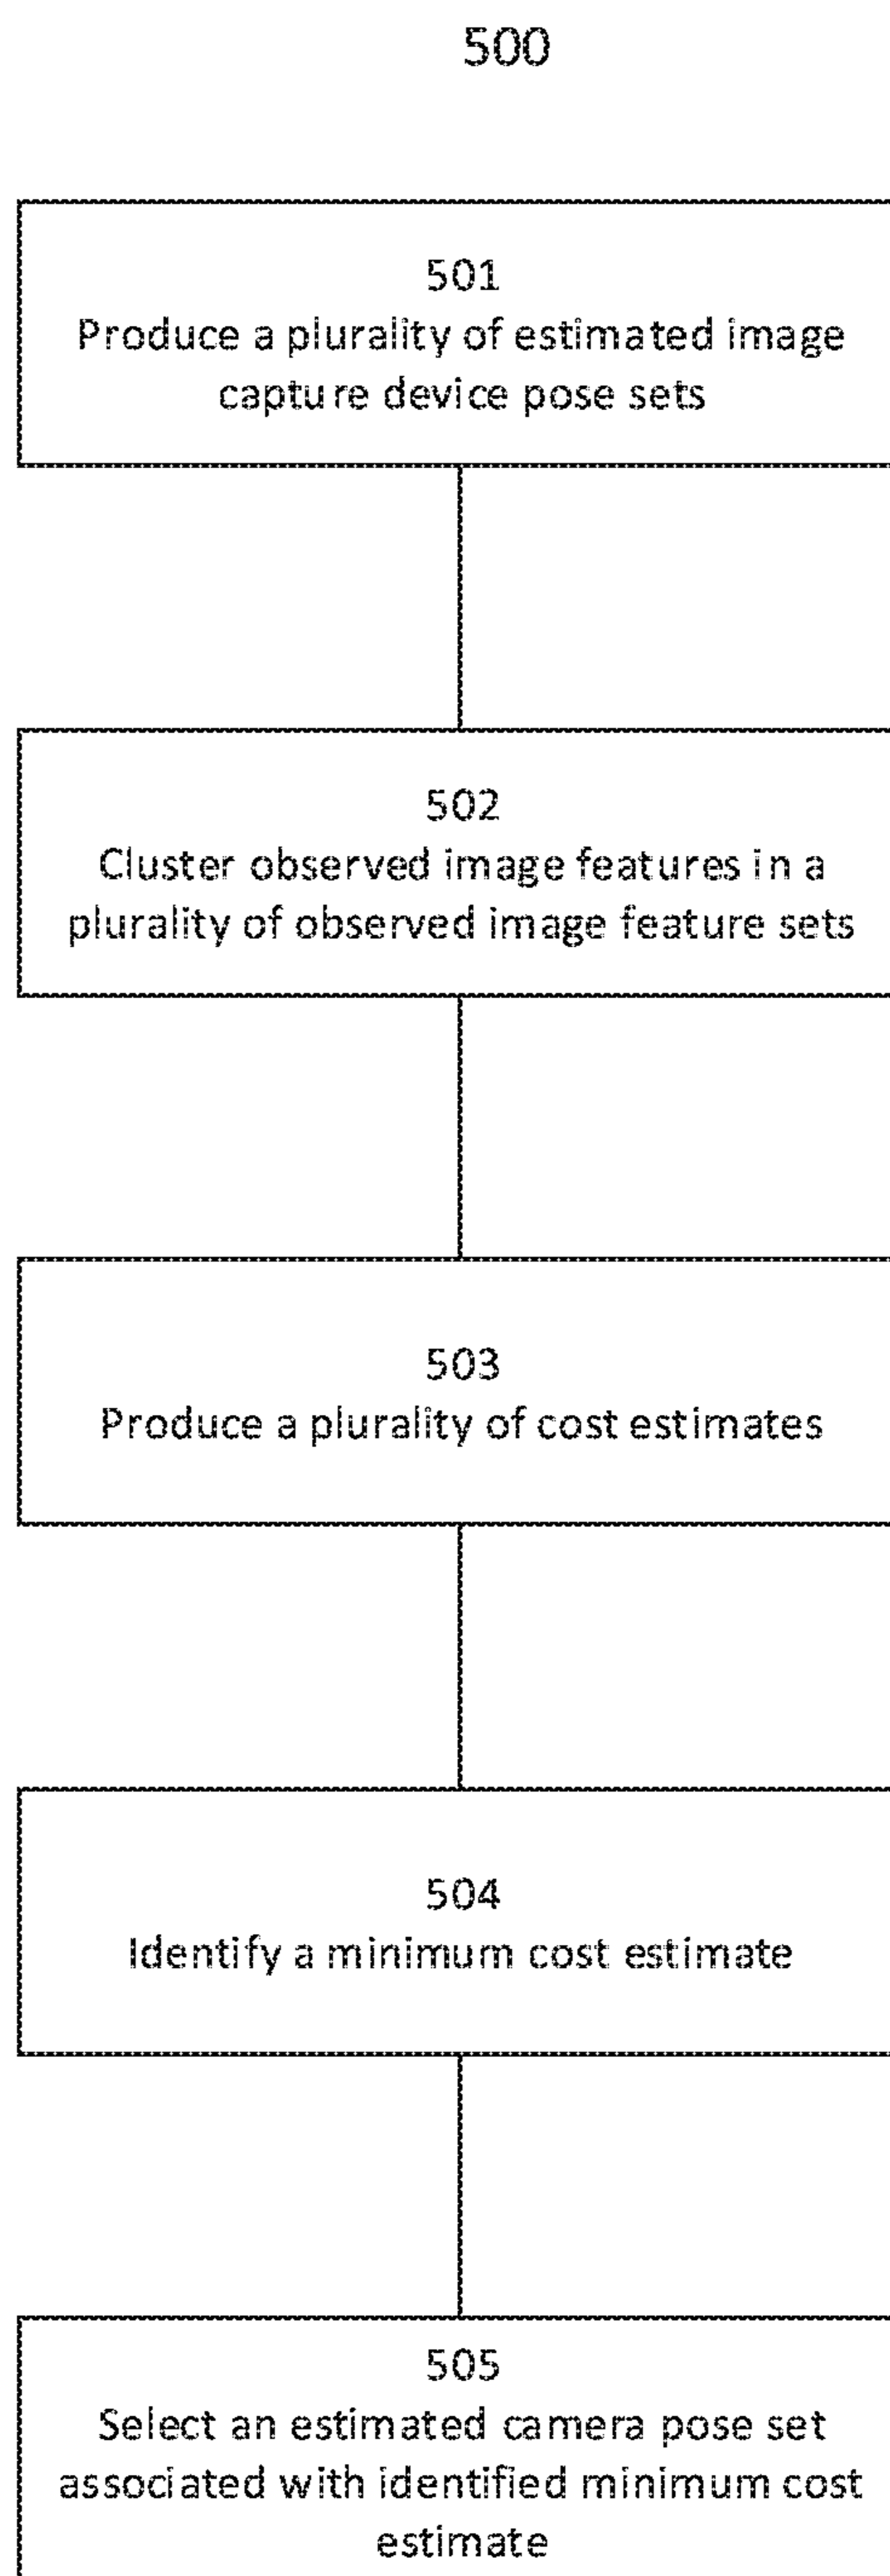 500
501
Produce a plurality of estimated image
capture device pose sets
502
Cluster observed image features in a
plurality of observed image feature sets
503
Produce a plurality of cost estimates
504
Identify a minimum cost estimate
505
Select an estimated camera pose set
associated with identified minimum cost
estimate